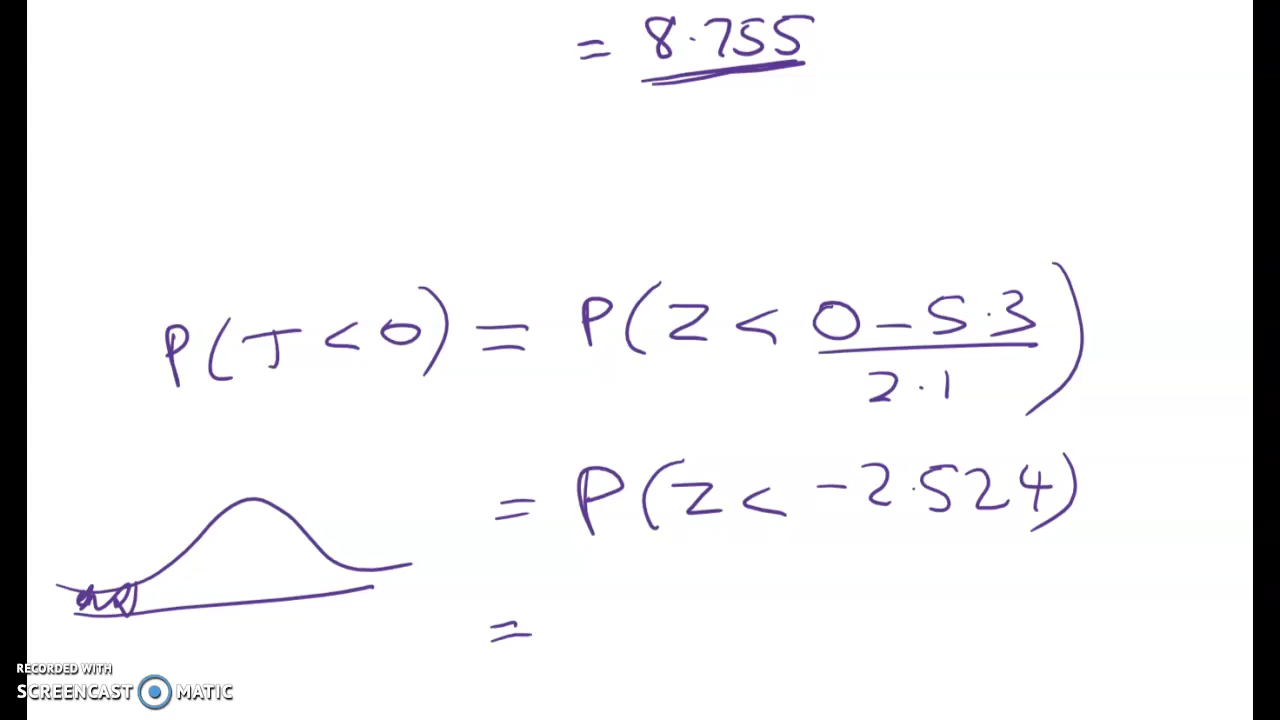 = 8.755
P(T<0) = P(Z < 0-5.3 / 2.1)
= P(Z < -2.524)
=
RECORDED WITH
SCREENCAST MATIC